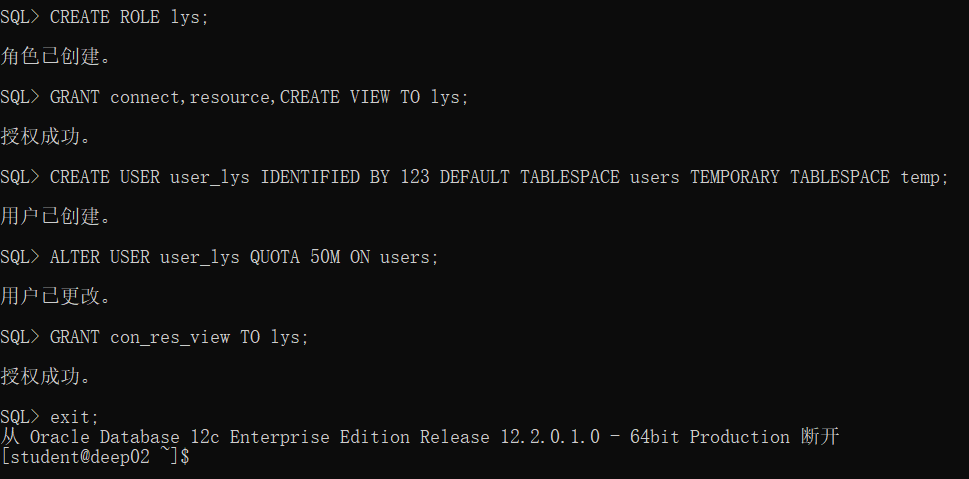 SQL> CREATE ROLE lys;
角色已创建。
SQL> GRANT connect,resource,CREATE VIEW TO lys;
授权成功。
SQL> CREATE USER user_lys IDENTIFIED BY 123 DEFAULT TABLESPACE users TEMPORARY TABLESPACE temp;
用户已创建。
SQL> ALTER USER user_lys QUOTA 50M ON users;
用户已更改。
SQL> GRANT con_res_view TO lys;
授权成功。
SQL> exit;
从 Oracle Database 12c Enterprise Edition Release 12.2.0.1.0 - 64bit Production 断开
[student@deep02 ~]$